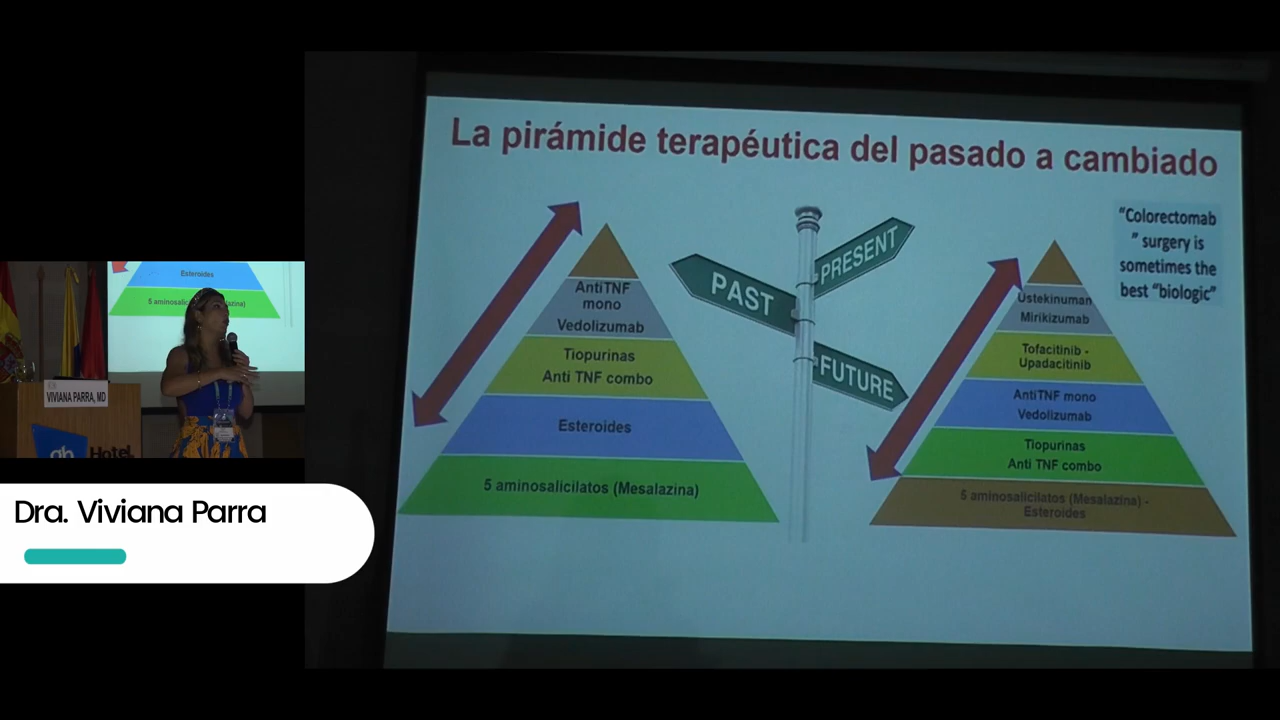 La pirámide terapéutica del pasado a cambiado
AntiTNF
mono
Vedolizumab
Tiopurinas
Anti TNF combo
Esteroides
5 aminosalicilatos (Mesalazina)
PAST
PRESENT
FUTURE
"Colorectomab
" surgery is
sometimes the
best "biologic"
Ustekinuman
Mirikizumab
Tofacitinib -
Upadacitinib
AntiTNF mono
Vedolizumab
Tiopurinas
Anti TNF combo
5 aminosalicilatos (Mesalazina) -
Esteroides
Esteroides
VIVIANA PARRA, MD
gh Hotel
Dra. Viviana Parra